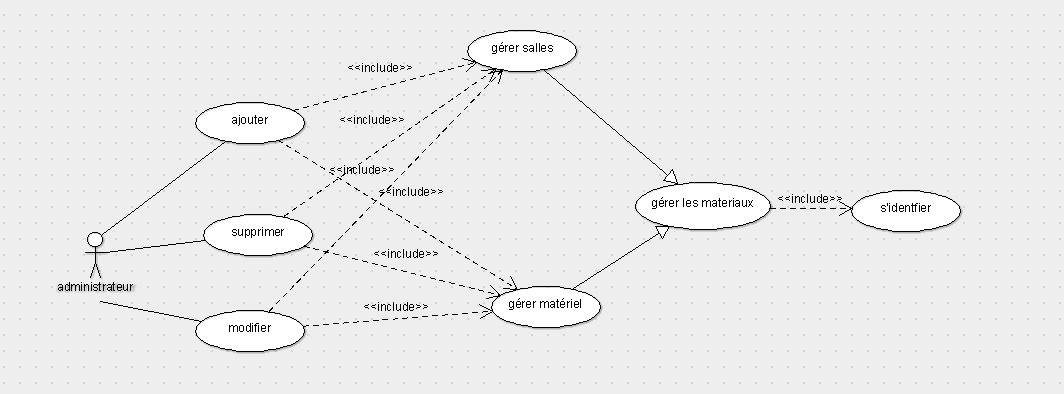 gérer salles
<<include>>
ajouter
<<include>>
<<include>>
<<include>>
gérer les materiaux
<<include>>
s'identfier
supprimer
<<include>>
administrateur
<<include>>
gérer matériel
modifier